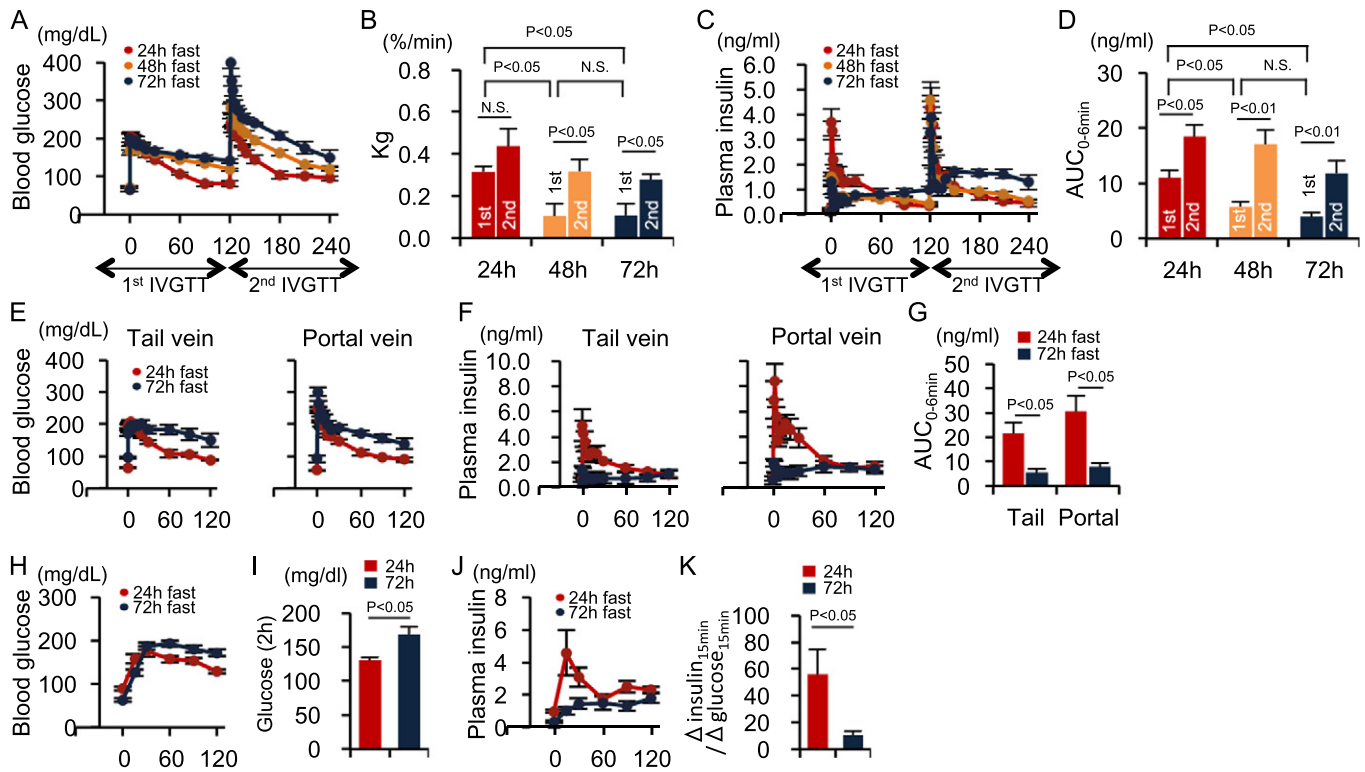 A
(mg/dL)
Blood glucose
24h fast
48h fast
72h fast
400
300
200
100
0
0 60 120 180 240
1st IVGTT
2nd IVGTT
B
(%/min)
Kg
P<0.05
P<0.05
N.S.
N.S.
P<0.05
P<0.05
0.8
0.6
0.4
0.2
0.0
1st 2nd 1st 2nd 1st 2nd
24h 48h 72h
C
(ng/ml)
Plasma insulin
24h fast
48h fast
72h fast
6.0
5.0
4.0
3.0
2.0
1.0
0.0
0 60 120 180 240
1st IVGTT
2nd IVGTT
D
(ng/ml)
AUC0-6min
P<0.05
P<0.05
N.S.
P<0.05
P<0.01
P<0.01
30
20
10
0
1st 2nd 1st 2nd 1st 2nd
24h 48h 72h
E
(mg/dL)
Blood glucose
Tail vein
Portal vein
24h fast
72h fast
400
300
200
100
0
0 60 120
0 60 120
F
(ng/ml)
Plasma insulin
Tail vein
Portal vein
10.0
8.0
6.0
4.0
2.0
0.0
0 60 120
0 60 120
G
(ng/ml)
AUC0-6min
24h fast
72h fast
P<0.05
P<0.05
50
40
30
20
10
0
Tail Portal
H
(mg/dL)
Blood glucose
24h fast
72h fast
300
200
100
0
0 60 120
I
(mg/dl)
Glucose (2h)
24h
72h
P<0.05
200
150
100
50
0
J
(ng/ml)
Plasma insulin
24h fast
72h fast
8
6
4
2
0
0 60 120
K
Δ insulin15min
/ Δ glucose15min
24h
72h
P<0.05
100
80
60
40
20
0